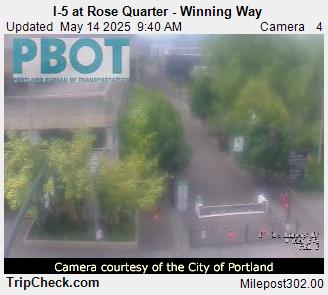 I-5 at Rose Quarter - Winning Way
Updated May 14 2025 9:40 AM Camera 4
PBOT
PORTLAND BUREAU OF TRANSPORTATION
Camera courtesy of the City of Portland
TripCheck.com Milepost302.00